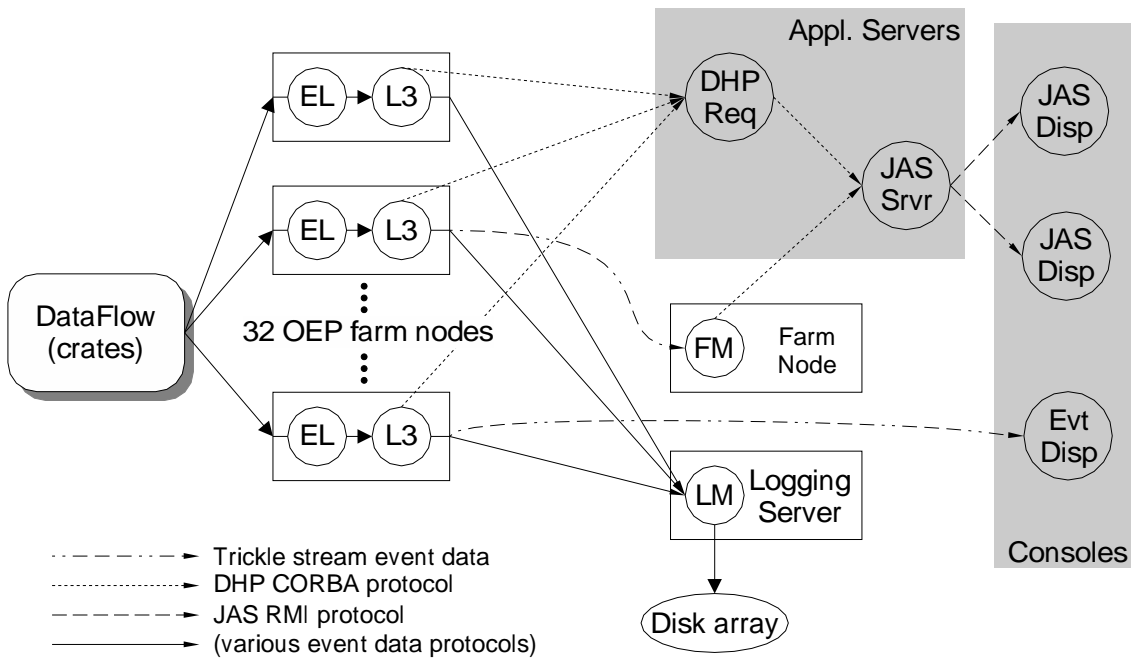 Appl. Servers
EL
L3
DHP
Req
JAS
Disp
JAS
Srvr
EL
L3
JAS
Disp
DataFlow
(crates)
32 OEP farm nodes
FM
Farm
Node
EL
L3
Evt
Disp
LM
Logging
Server
Consoles
Trickle stream event data
DHP CORBA protocol
JAS RMI protocol
(various event data protocols)
Disk array